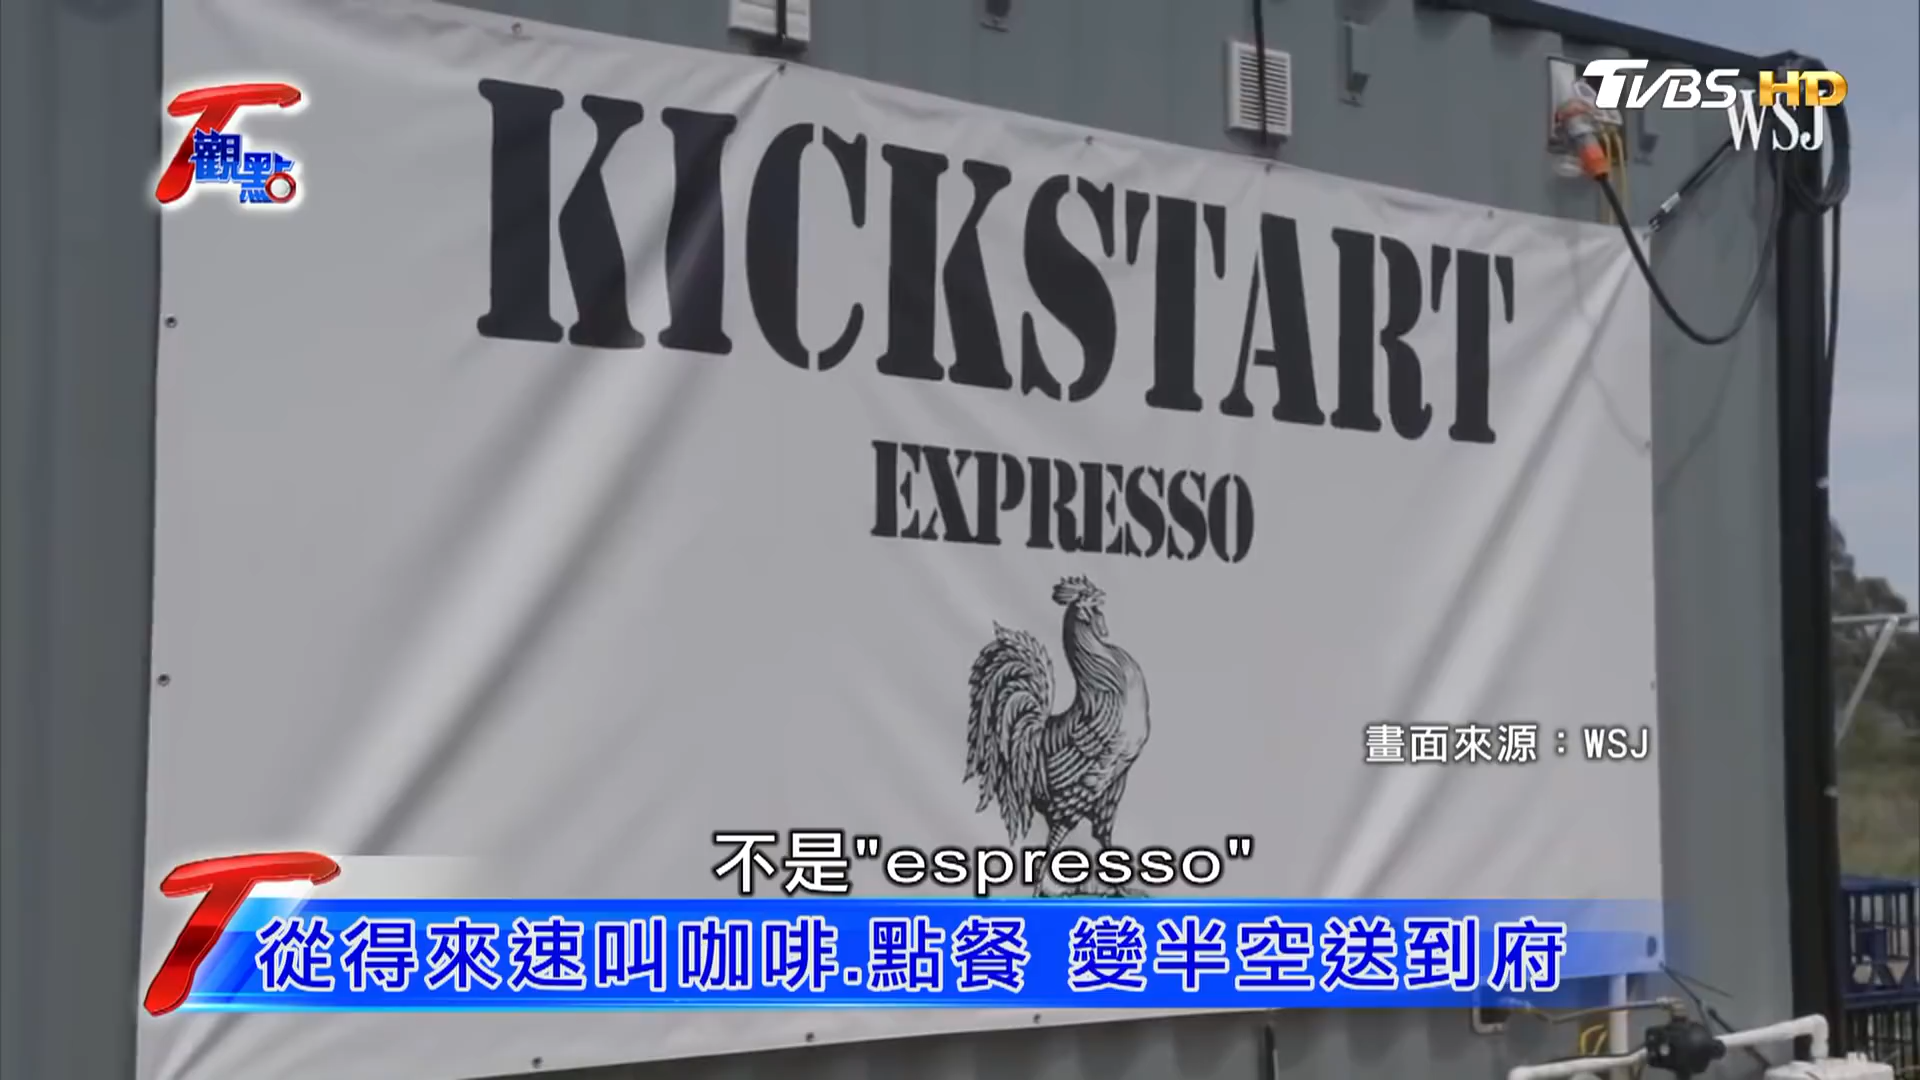 T觀點
TVBS HD
WSJ
KICKSTART
EXPRESSO
畫面來源：WSJ
不是"espresso"
從得來速叫咖啡.點餐 變半空送到府